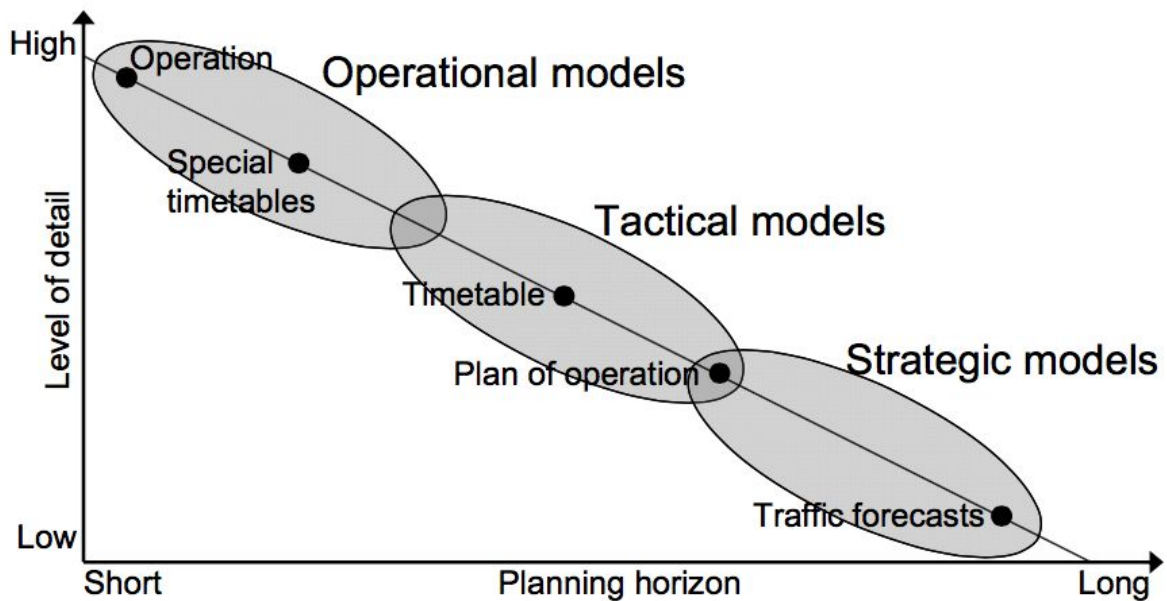 High
Operation
Operational models
Special
timetables
Tactical models
Level of detail
Timetable
Strategic models
Plan of operation
Traffic forecasts
Low
Short
Planning horizon
Long